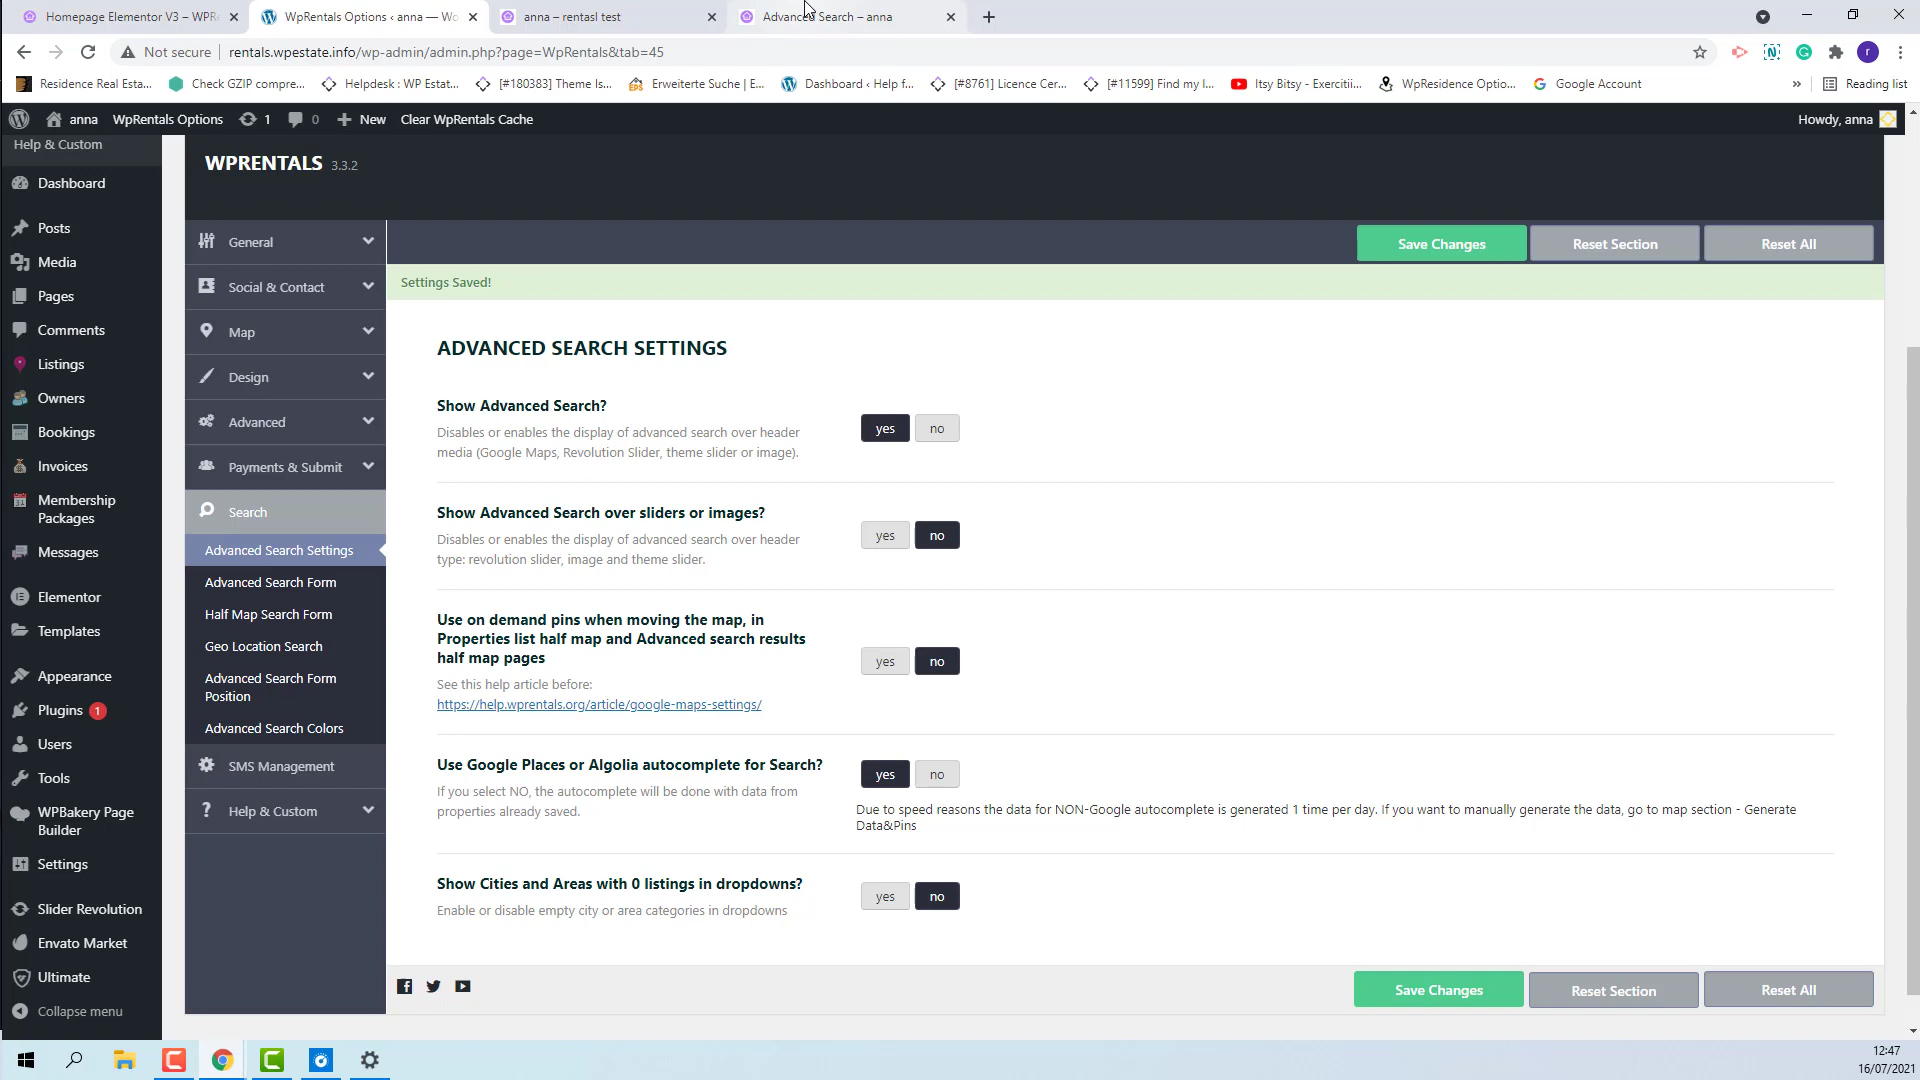 Homepage Elementor V3 – WPR
WpRentals Options ‹ anna — Wo
anna – rentasl test
Advanced Search – anna
Not secure
rentals.wpestate.info/wp-admin/admin.php?page=WpRentals&tab=45
Residence Real Esta...
Check GZIP compre...
Helpdesk : WP Estat...
[#180383] Theme Is...
Erweiterte Suche | E...
Dashboard ‹ Help f...
[#8761] Licence Cer...
[#11599] Find my l...
Itsy Bitsy - Exercitii...
WpResidence Optio...
Google Account
»
Reading list
anna
WpRentals Options
1
0
New
Clear WpRentals Cache
Howdy, anna
Help & Custom
Dashboard
Posts
Media
Pages
Comments
Listings
Owners
Bookings
Invoices
Membership
Packages
Messages
Elementor
Templates
Appearance
Plugins 1
Users
Tools
WPBakery Page
Builder
Settings
Slider Revolution
Envato Market
Ultimate
Collapse menu
WPRENTALS 3.3.2
General
Social & Contact
Map
Design
Advanced
Payments & Submit
Search
Advanced Search Settings
Advanced Search Form
Half Map Search Form
Geo Location Search
Advanced Search Form
Position
Advanced Search Colors
SMS Management
Help & Custom
Save Changes
Reset Section
Reset All
Settings Saved!
ADVANCED SEARCH SETTINGS
Show Advanced Search?
Disables or enables the display of advanced search over header
media (Google Maps, Revolution Slider, theme slider or image).
yes no
Show Advanced Search over sliders or images?
Disables or enables the display of advanced search over header
type: revolution slider, image and theme slider.
yes no
Use on demand pins when moving the map, in
Properties list half map and Advanced search results
half map pages
See this help article before:
https://help.wprentals.org/article/google-maps-settings/
yes no
Use Google Places or Algolia autocomplete for Search?
If you select NO, the autocomplete will be done with data from
properties already saved.
yes no
Due to speed reasons the data for NON-Google autocomplete is generated 1 time per day. If you want to manually generate the data, go to map section - Generate
Data&Pins
Show Cities and Areas with 0 listings in dropdowns?
Enable or disable empty city or area categories in dropdowns
yes no
Save Changes
Reset Section
Reset All
12:47
16/07/2021